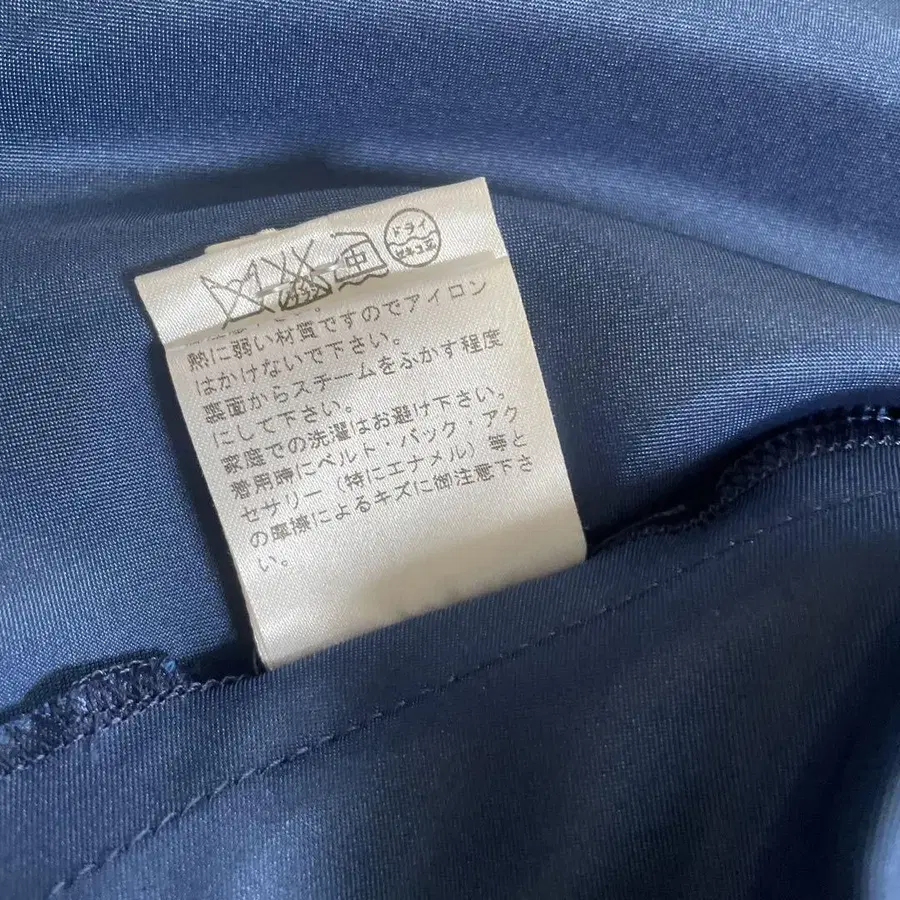 中
ドライ
セキユ系
熱に弱い材質ですのでアイロン
はかけないで下さい。
裏面からスチームをふかす程度
にして下さい。
家庭での洗濯はお避け下さい。
着用時にベルト・バック・アク
セサリー（特にエナメル）等と
の摩擦によるキズに御注意下さ
い。